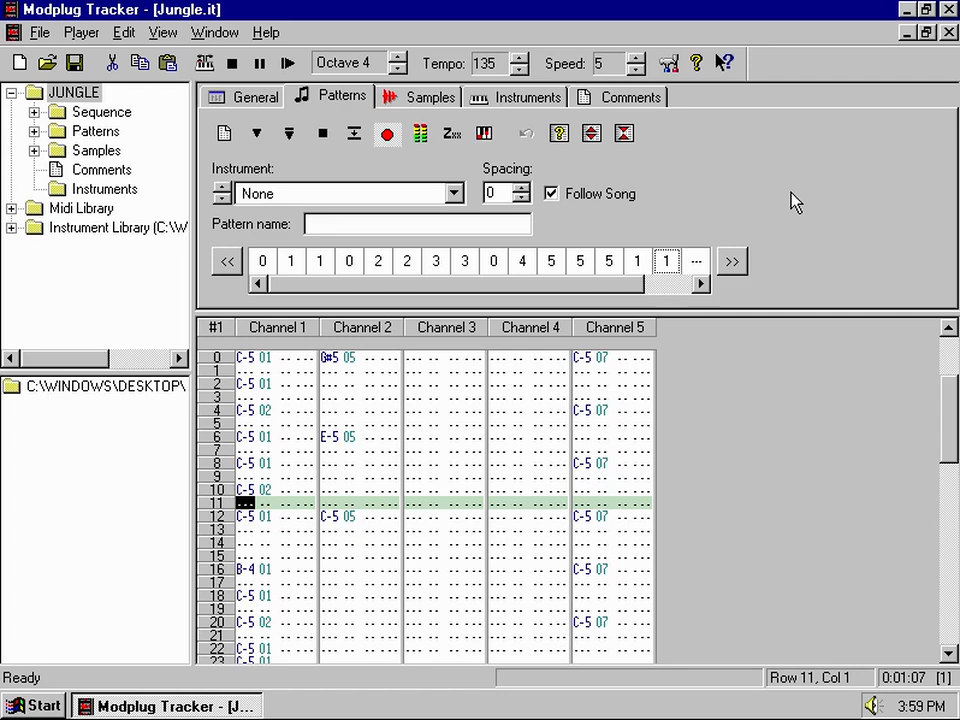 Modplug Tracker - [Jungle.it]
File Player Edit View Window Help
Octave 4 Tempo: 135 Speed: 5
JUNGLE
Sequence
Patterns
Samples
Comments
Instruments
Midi Library
Instrument Library (C:\W
C:\WINDOWS\DESKTOP\
General Patterns Samples Instruments Comments
Zxx
Instrument: Spacing:
None 0 Follow Song
Pattern name:
<< 0 1 1 0 2 2 3 3 0 4 5 5 5 1 1 --- >>
#1 Channel 1 Channel 2 Channel 3 Channel 4 Channel 5
0 C-5 01 ·· ··· G#5 05 ·· ··· ··· ·· ·· ··· ··· ·· ·· ··· C-5 07 ·· ···
1 ··· ·· ·· ··· ··· ·· ·· ··· ··· ·· ·· ··· ··· ·· ·· ··· ··· ·· ·· ···
2 C-5 01 ·· ··· ··· ·· ·· ··· ··· ·· ·· ··· ··· ·· ·· ··· ··· ·· ·· ···
3 ··· ·· ·· ··· ··· ·· ·· ··· ··· ·· ·· ··· ··· ·· ·· ··· ··· ·· ·· ···
4 C-5 02 ·· ··· ··· ·· ·· ··· ··· ·· ·· ··· ··· ·· ·· ··· C-5 07 ·· ···
5 ··· ·· ·· ··· ··· ·· ·· ··· ··· ·· ·· ··· ··· ·· ·· ··· ··· ·· ·· ···
6 C-5 01 ·· ··· E-5 05 ·· ··· ··· ·· ·· ··· ··· ·· ·· ··· ··· ·· ·· ···
7 ··· ·· ·· ··· ··· ·· ·· ··· ··· ·· ·· ··· ··· ·· ·· ··· ··· ·· ·· ···
8 C-5 01 ·· ··· ··· ·· ·· ··· ··· ·· ·· ··· ··· ·· ·· ··· C-5 07 ·· ···
9 ··· ·· ·· ··· ··· ·· ·· ··· ··· ·· ·· ··· ··· ·· ·· ··· ··· ·· ·· ···
10 C-5 02 ·· ··· ··· ·· ·· ··· ··· ·· ·· ··· ··· ·· ·· ··· ··· ·· ·· ···
11 ··· ·· ·· ··· ··· ·· ·· ··· ··· ·· ·· ··· ··· ·· ·· ··· ··· ·· ·· ···
12 C-5 01 ·· ··· C-5 05 ·· ··· ··· ·· ·· ··· ··· ·· ·· ··· C-5 07 ·· ···
13 ··· ·· ·· ··· ··· ·· ·· ··· ··· ·· ·· ··· ··· ·· ·· ··· ··· ·· ·· ···
14 ··· ·· ·· ··· ··· ·· ·· ··· ··· ·· ·· ··· ··· ·· ·· ··· ··· ·· ·· ···
15 ··· ·· ·· ··· ··· ·· ·· ··· ··· ·· ·· ··· ··· ·· ·· ··· ··· ·· ·· ···
16 B-4 01 ·· ··· ··· ·· ·· ··· ··· ·· ·· ··· ··· ·· ·· ··· C-5 07 ·· ···
17 ··· ·· ·· ··· ··· ·· ·· ··· ··· ·· ·· ··· ··· ·· ·· ··· ··· ·· ·· ···
18 C-5 01 ·· ··· ··· ·· ·· ··· ··· ·· ·· ··· ··· ·· ·· ··· ··· ·· ·· ···
19 ··· ·· ·· ··· ··· ·· ·· ··· ··· ·· ·· ··· ··· ·· ·· ··· ··· ·· ·· ···
20 C-5 02 ·· ··· ··· ·· ·· ··· ··· ·· ·· ··· ··· ·· ·· ··· C-5 07 ·· ···
21 ··· ·· ·· ··· ··· ·· ·· ··· ··· ·· ·· ··· ··· ·· ·· ··· ··· ·· ·· ···
22 C-5 01 ·· ··· ··· ·· ·· ··· ··· ·· ·· ··· ··· ·· ·· ··· ··· ·· ·· ···
23 C-5 01 ·· ··· ··· ·· ·· ··· ··· ·· ·· ··· ··· ·· ·· ··· ··· ·· ·· ···
Ready Row 11, Col 1 0:01:07 [1]
Start Modplug Tracker - [J... 3:59 PM